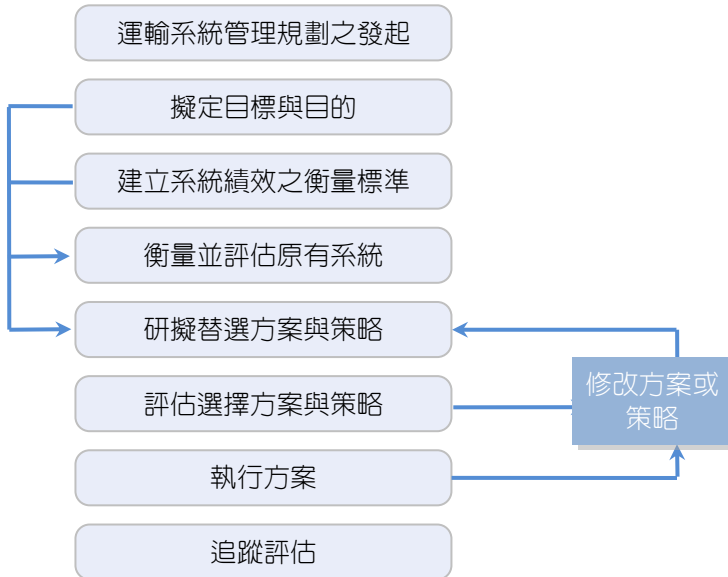 運輸系統管理規劃之發起
擬定目標與目的
建立系統績效之衡量標準
衡量並評估原有系統
研擬替選方案與策略
評估選擇方案與策略
修改方案或
策略
執行方案
追蹤評估